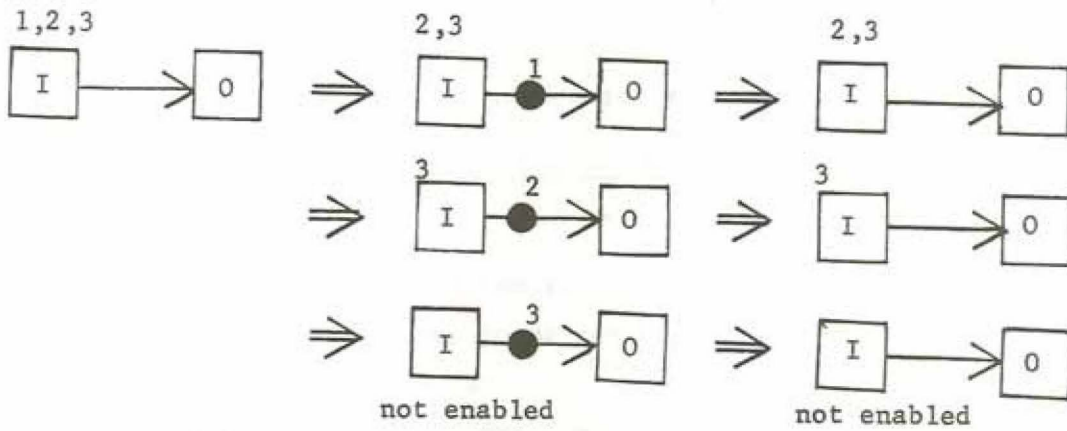 1,2,3 2,3 2,3
I O I 1 O I O
3 2 3
I O I O
3
I O I O
not enabled not enabled